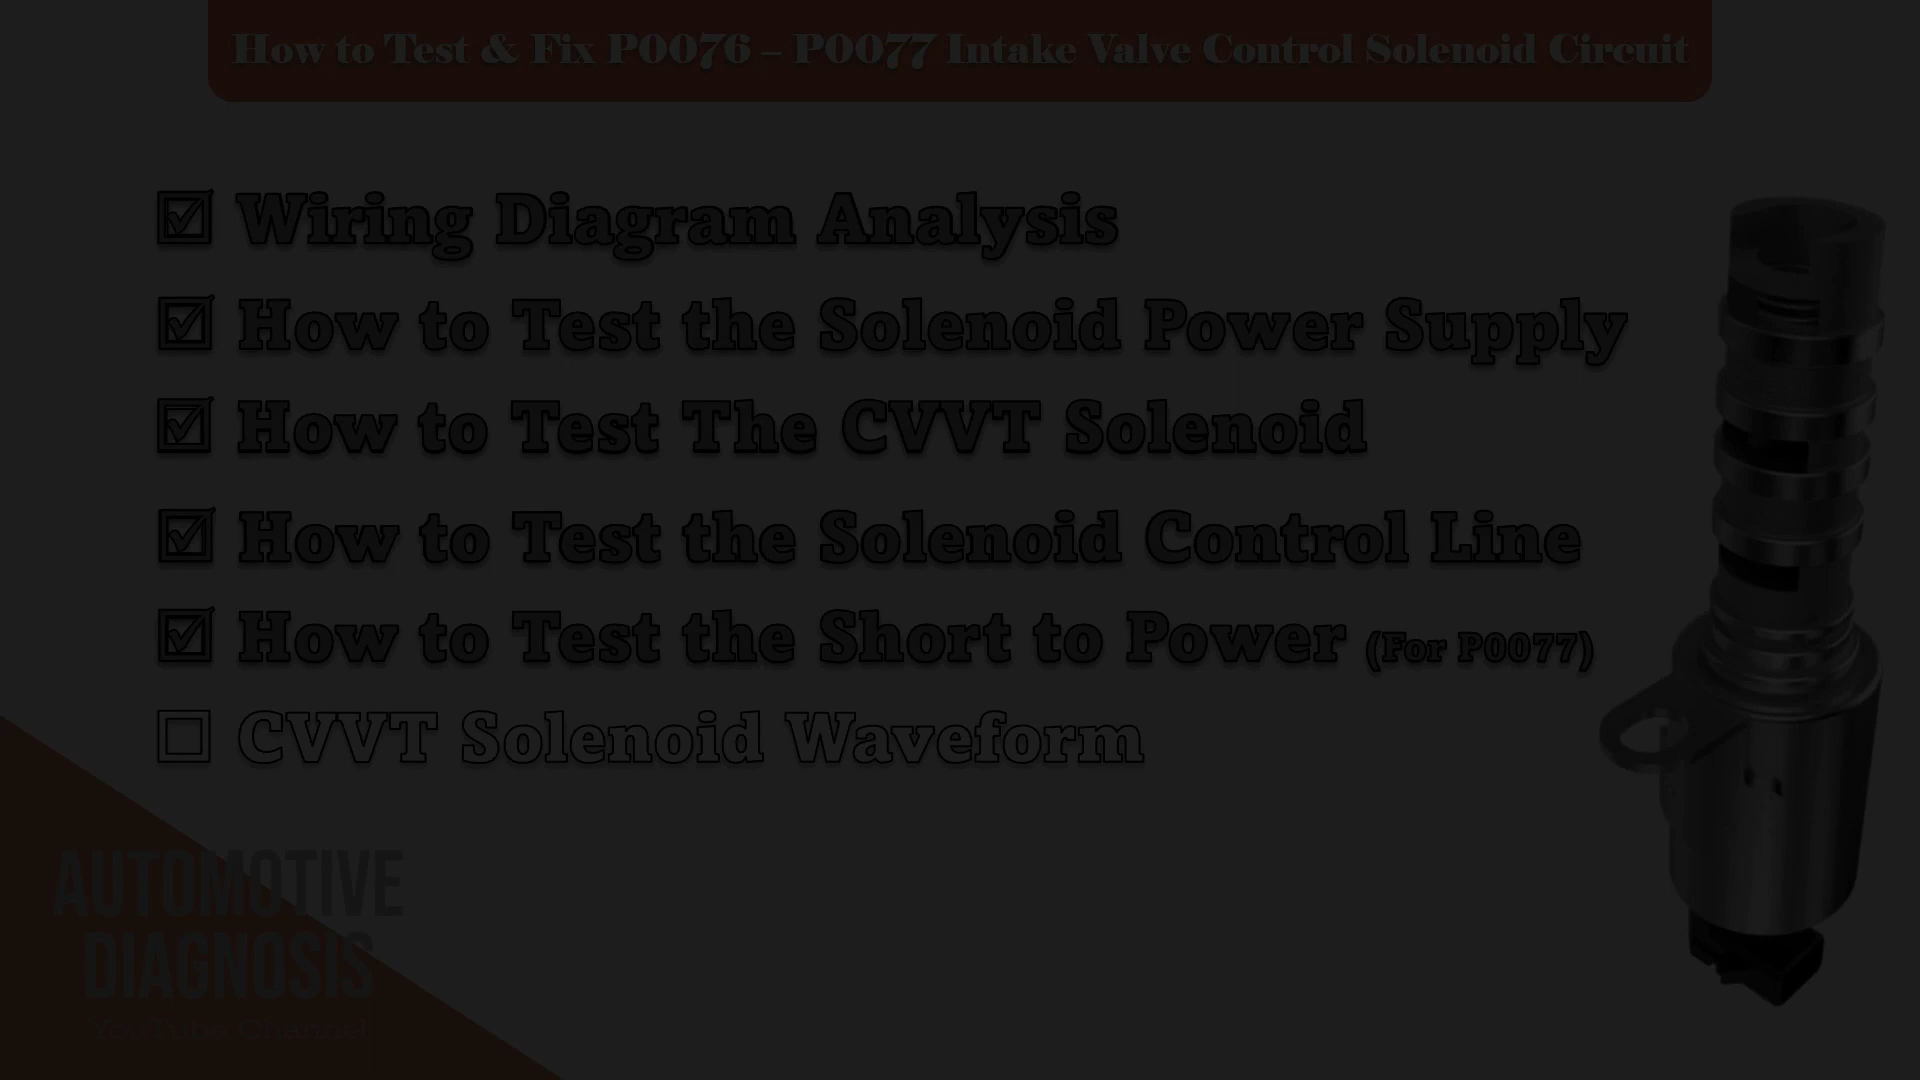 How to Test & Fix P0076 – P0077 Intake Valve Control Solenoid Circuit
☑ Wiring Diagram Analysis
☑ How to Test the Solenoid Power Supply
☑ How to Test The CVVT Solenoid
☑ How to Test the Solenoid Control Line
☑ How to Test the Short to Power (For P0077)
☐ CVVT Solenoid Waveform
AUTOMOTIVE
DIAGNOSIS
YouTube Channel